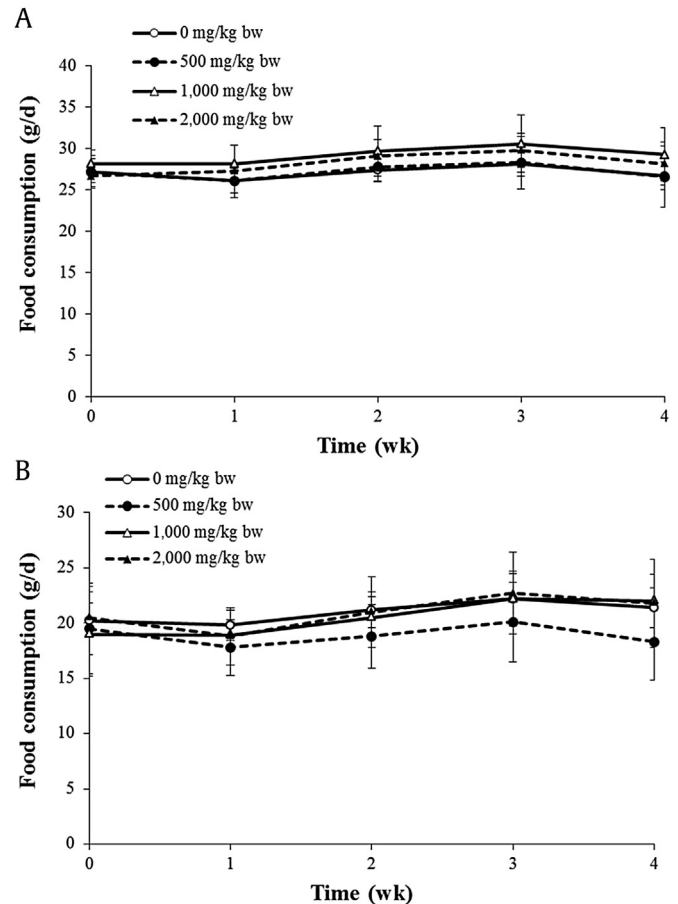 A
0 mg/kg bw
500 mg/kg bw
1,000 mg/kg bw
2,000 mg/kg bw
Food consumption (g/d)
40
35
30
25
20
15
10
5
0
0 1 2 3 4
Time (wk)
B
0 mg/kg bw
500 mg/kg bw
1,000 mg/kg bw
2,000 mg/kg bw
Food consumption (g/d)
30
25
20
15
10
5
0
0 1 2 3 4
Time (wk)